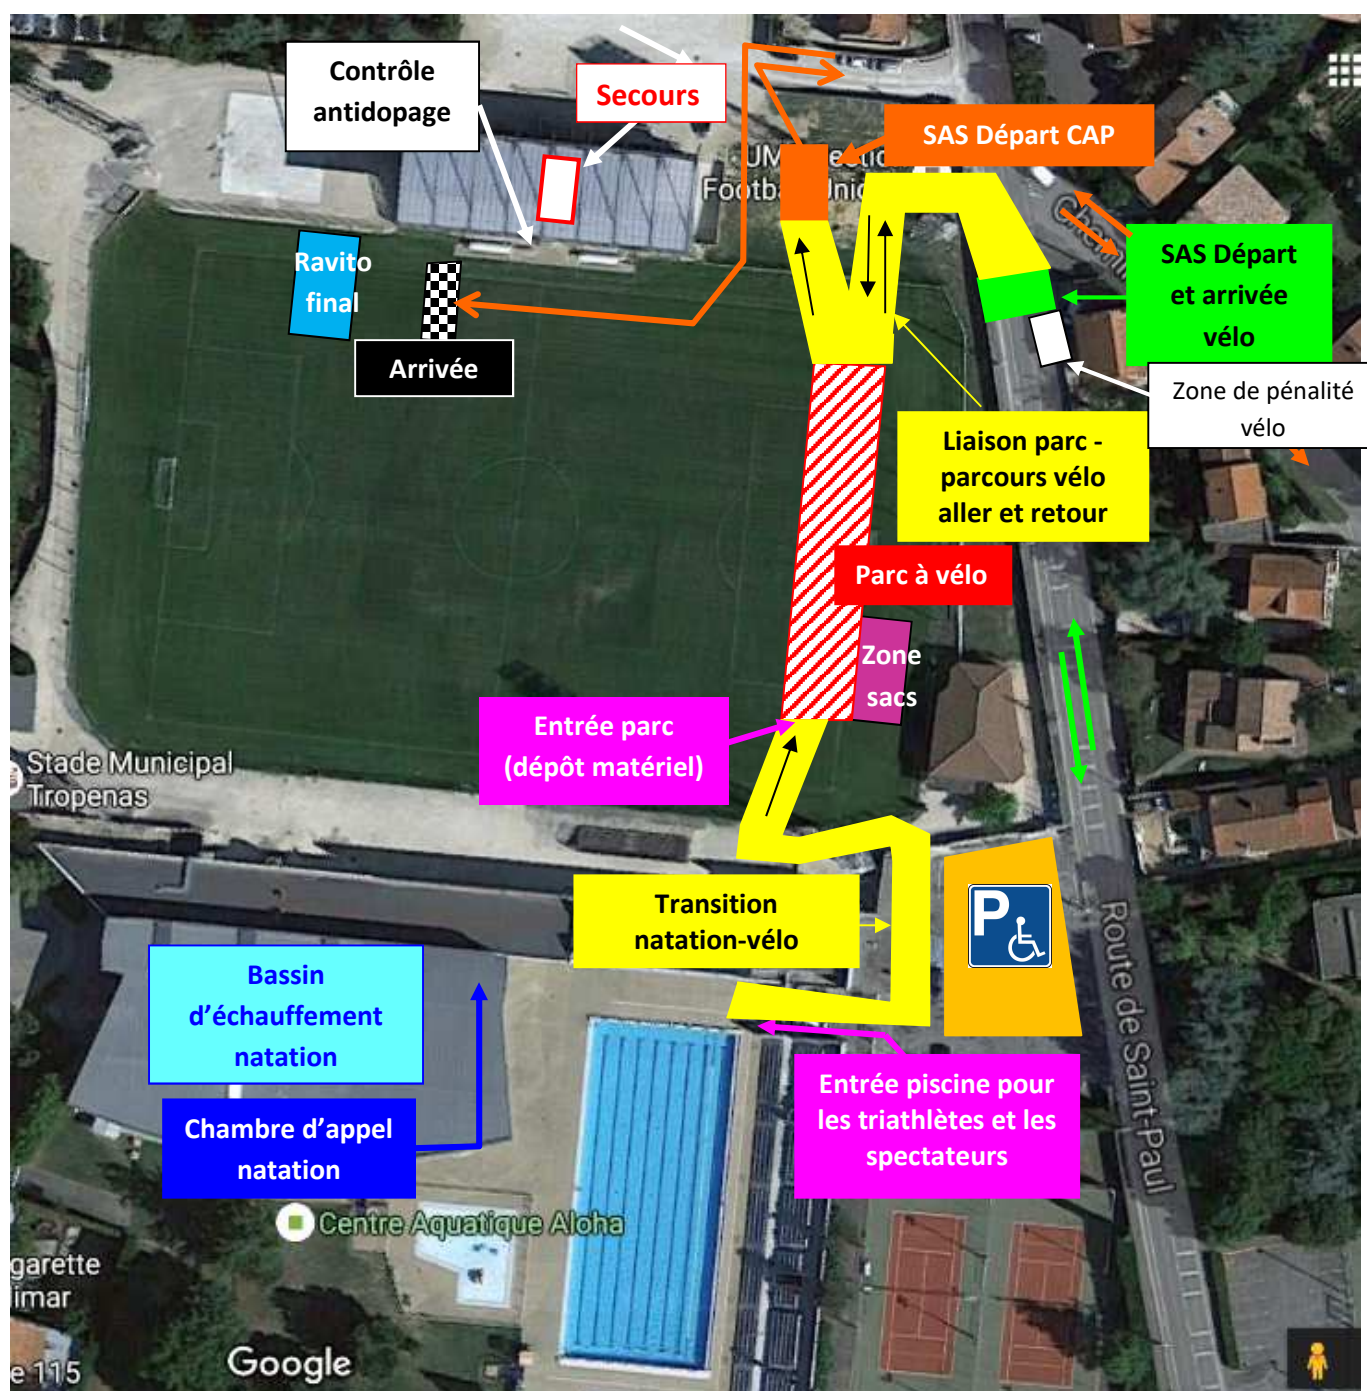 Contrôle
antidopage
Secours
SAS Départ CAP
Ravito
final
Arrivée
SAS Départ
et arrivée
vélo
Zone de pénalité
vélo
Liaison parc -
parcours vélo
aller et retour
Parc à vélo
Zone
sacs
Entrée parc
(dépôt matériel)
Stade Municipal
Tropenas
Transition
natation-vélo
P
Route de Saint-Paul
Bassin
d'échauffement
natation
Chambre d'appel
natation
Entrée piscine pour
les triathlètes et les
spectateurs
Centre Aquatique Aloha
garette
limar
Google
e 115